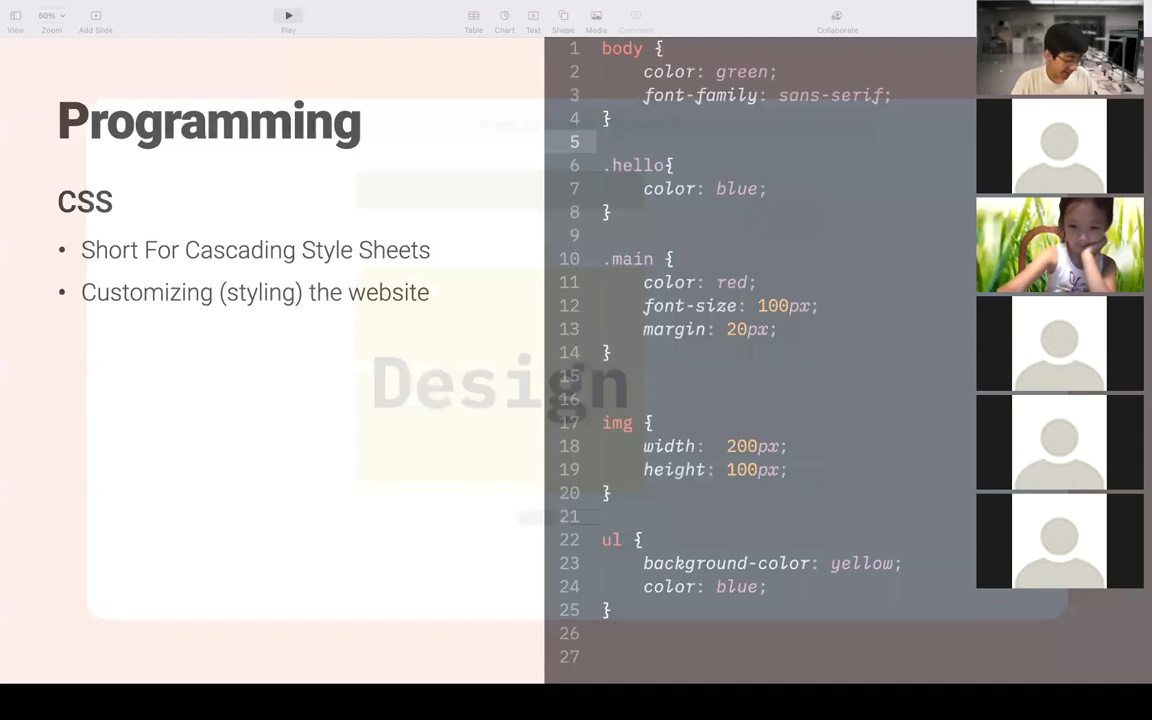 50%
View
Zoom
Add Slide
Play
Table
Chart
Text
Shape
Media
Comment
Collaborate
Programming
CSS
• Short For Cascading Style Sheets
• Customizing (styling) the website
Design
1 body {
2 color: green;
3 font-family: sans-serif;
4 }
5
6 .hello{
7 color: blue;
8 }
9
10 .main {
11 color: red;
12 font-size: 100px;
13 margin: 20px;
14 }
15
16
17 img {
18 width: 200px;
19 height: 100px;
20 }
21
22 ul {
23 background-color: yellow;
24 color: blue;
25 }
26
27